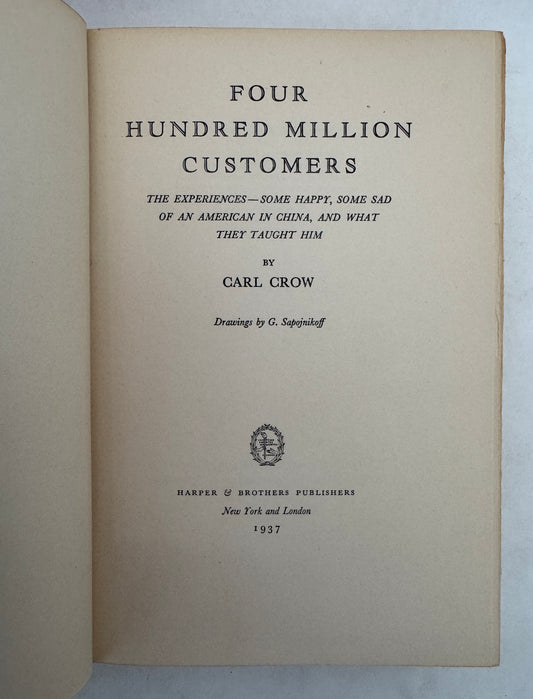 FOUR
HUNDRED MILLION
CUSTOMERS
THE EXPERIENCES—SOME HAPPY, SOME SAD
OF AN AMERICAN IN CHINA, AND WHAT
THEY TAUGHT HIM
BY
CARL CROW
Drawings by G. Sapojnikoff
HARPER & BROTHERS PUBLISHERS
New York and London
1937